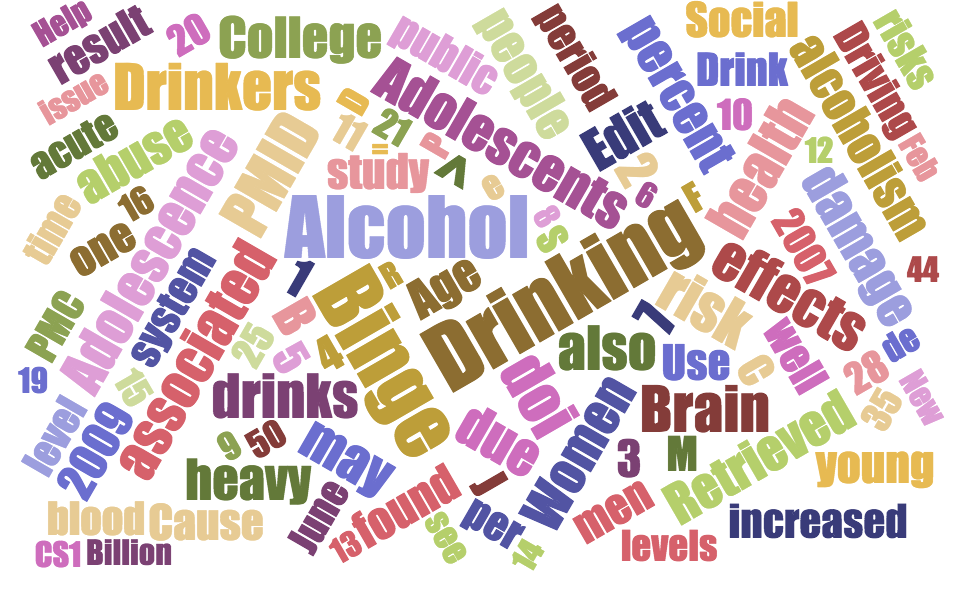 Help
result
20
College
public
people
period
percent
Social
risks
Driving
alcoholism
issue
Drinkers
Adolescents
Drink
10
acute
abuse
PMID
D
11
21
=
P
^
Edit
2
health
12
Feb
time
16
one
Adolescence
study
e
8
S
6
F
damage
2007
44
Alcohol
Drinking
effects
PMC
system
associated
1
Binge
R
Age
risk
7
de
19
15
25
B
5
4
also
Use
C
well
28
35
New
level
2009
drinks
doi
Women
Brain
9
50
may
due
3
M
Retrieved
young
heavy
J
men
blood
Cause
June
13
found
see
per
14
levels
increased
CS1
Billion